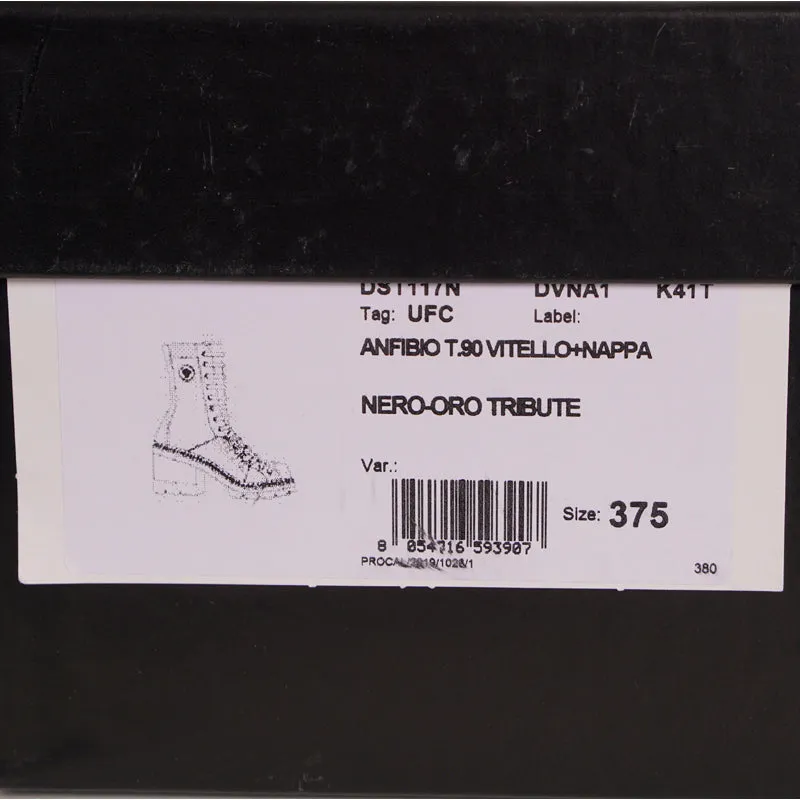 DST117N DVNA1 K41T
Tag: UFC Label:
ANFIBIO T.90 VITELLO+NAPPA
NERO-ORO TRIBUTE
Var.:
Size: 375
8 054716 593907
380